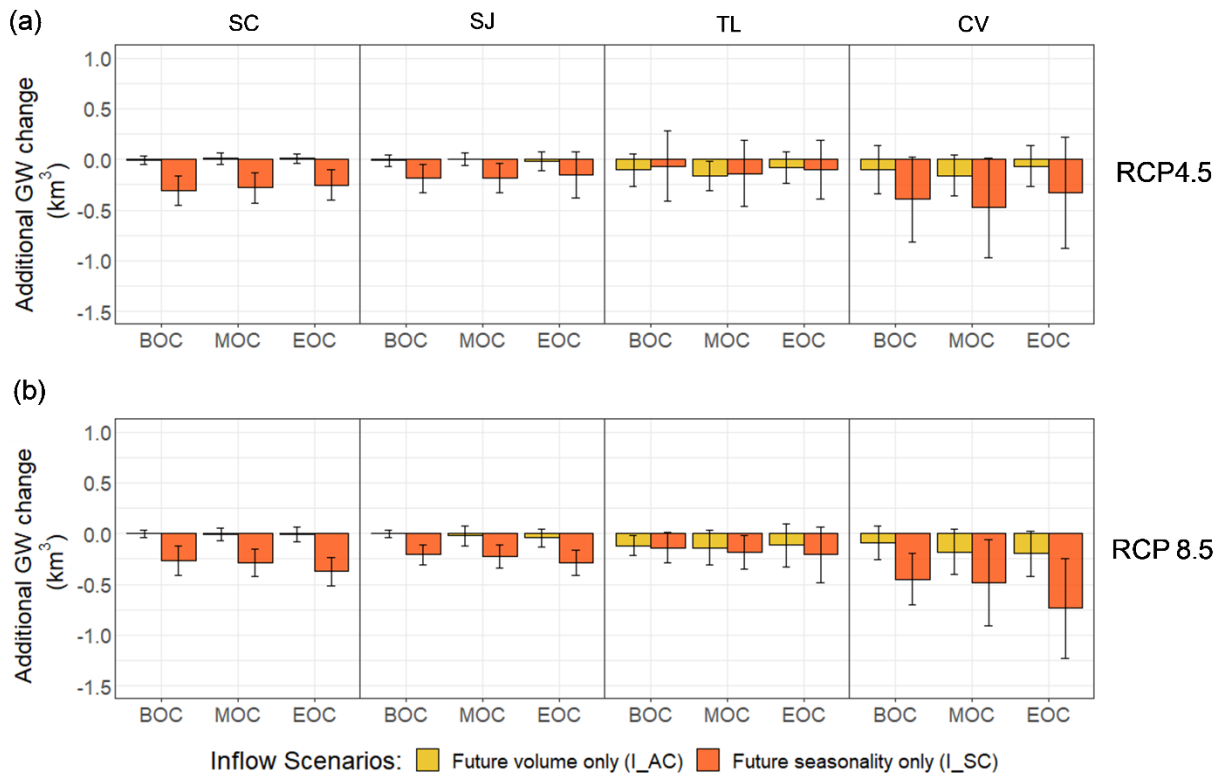 (a)
SC SJ TL CV
Additional GW change
(km³)
1.0
0.5
0.0
-0.5
-1.0
-1.5
BOC MOC EOC BOC MOC EOC BOC MOC EOC BOC MOC EOC
RCP4.5
(b)
Additional GW change
(km³)
1.0
0.5
0.0
-0.5
-1.0
-1.5
BOC MOC EOC BOC MOC EOC BOC MOC EOC BOC MOC EOC
RCP 8.5
Inflow Scenarios: Future volume only (I_AC) Future seasonality only (I_SC)